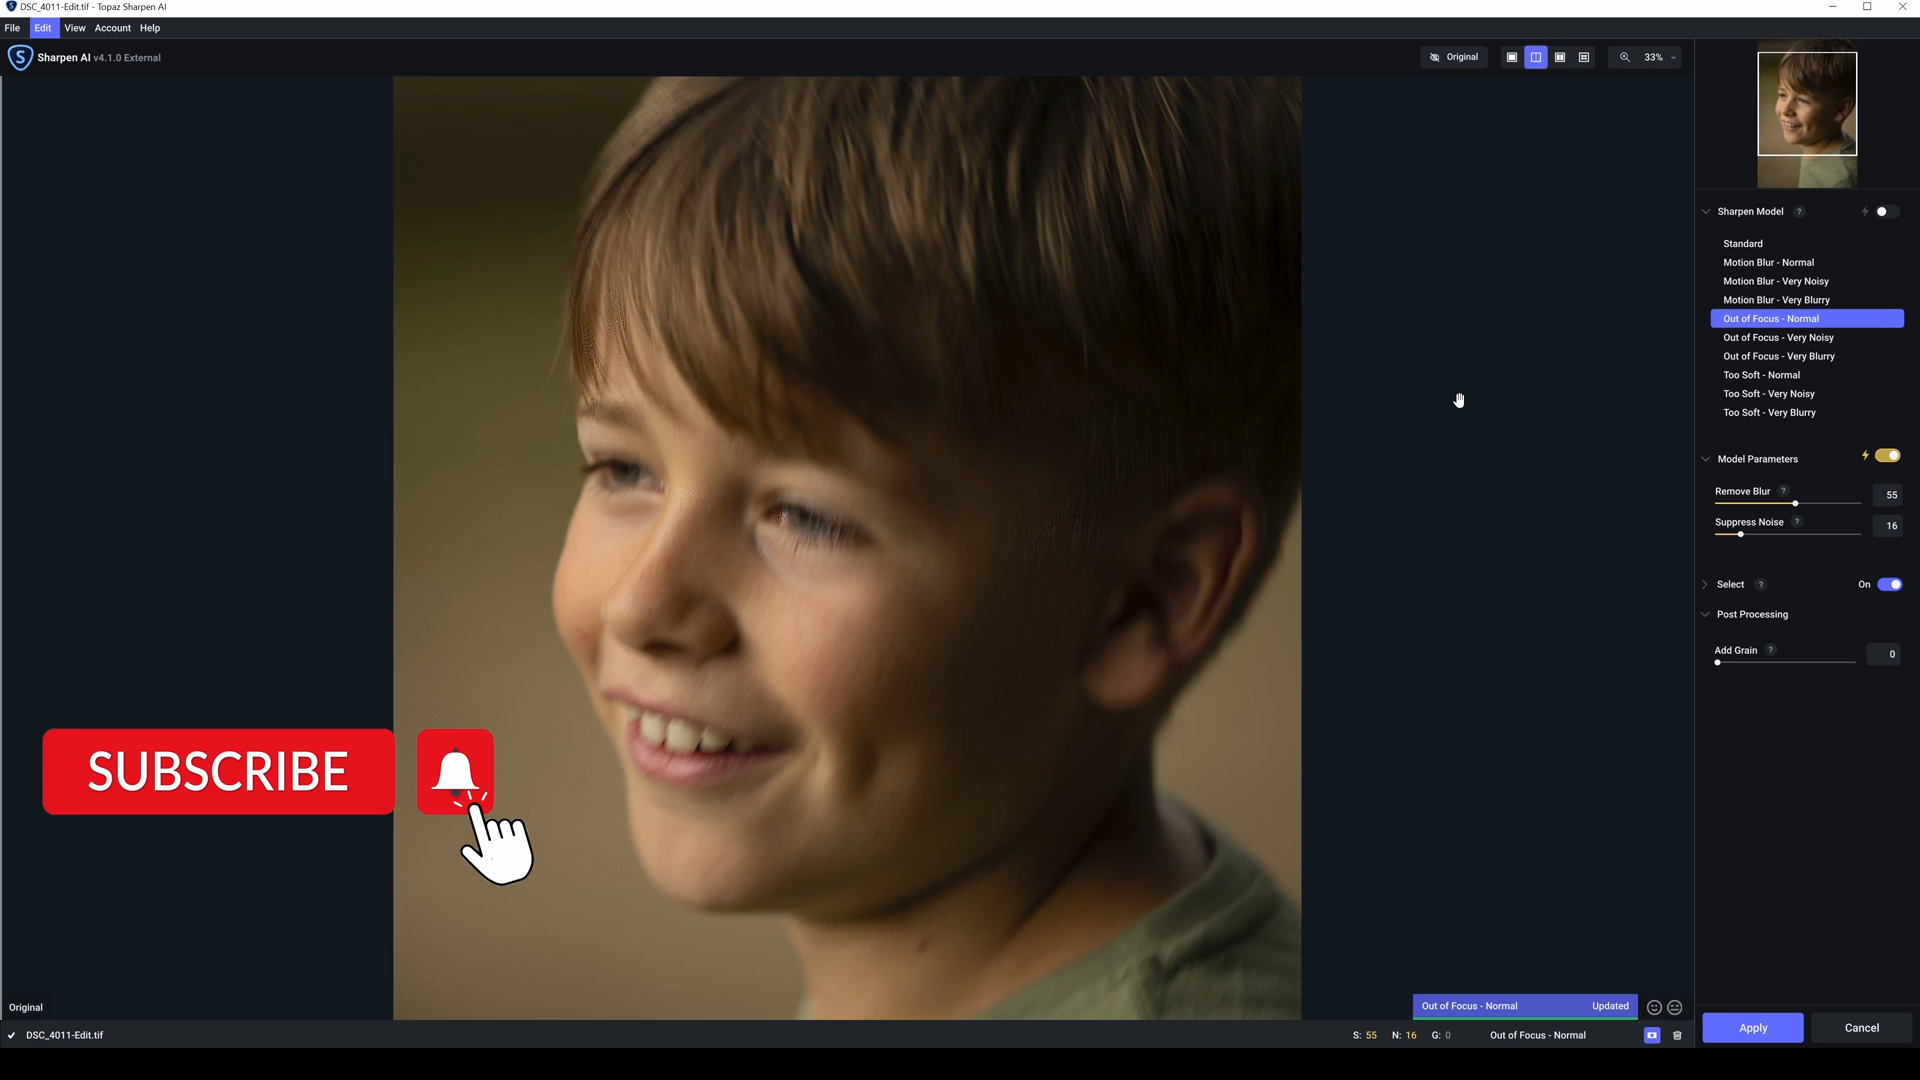 DSC_4011-Edit.tif - Topaz Sharpen AI
File Edit View Account Help
Sharpen AI v4.1.0 External
Original
33%
Sharpen Model ?
Standard
Motion Blur - Normal
Motion Blur - Very Noisy
Motion Blur - Very Blurry
Out of Focus - Normal
Out of Focus - Very Noisy
Out of Focus - Very Blurry
Too Soft - Normal
Too Soft - Very Noisy
Too Soft - Very Blurry
Model Parameters
Remove Blur ? 55
Suppress Noise ? 16
Select ? On
Post Processing
Add Grain ? 0
SUBSCRIBE
Original
Out of Focus - Normal Updated
DSC_4011-Edit.tif
S: 55 N: 16 G: 0 Out of Focus - Normal
Apply Cancel